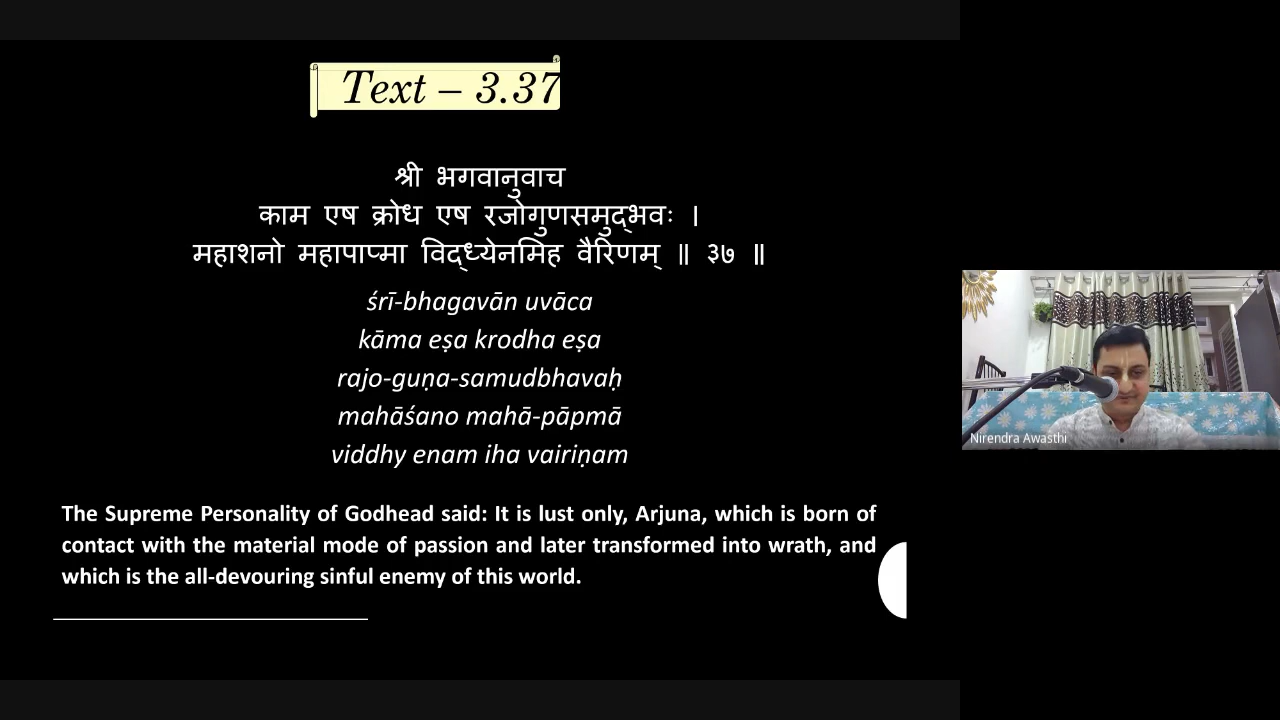 Text – 3.37
श्री भगवानुवाच
काम एष क्रोध एष रजोगुणसमुद्भवः ।
महाशनो महापाप्मा विद्ध्येनमिह वैरिणम् ॥ ३७ ॥
śrī-bhagavān uvāca
kāma eṣa krodha eṣa
rajo-guṇa-samudbhavaḥ
mahāśano mahā-pāpmā
viddhy enam iha vairiṇam
The Supreme Personality of Godhead said: It is lust only, Arjuna, which is born of
contact with the material mode of passion and later transformed into wrath, and
which is the all-devouring sinful enemy of this world.
Nirendra Awasthi